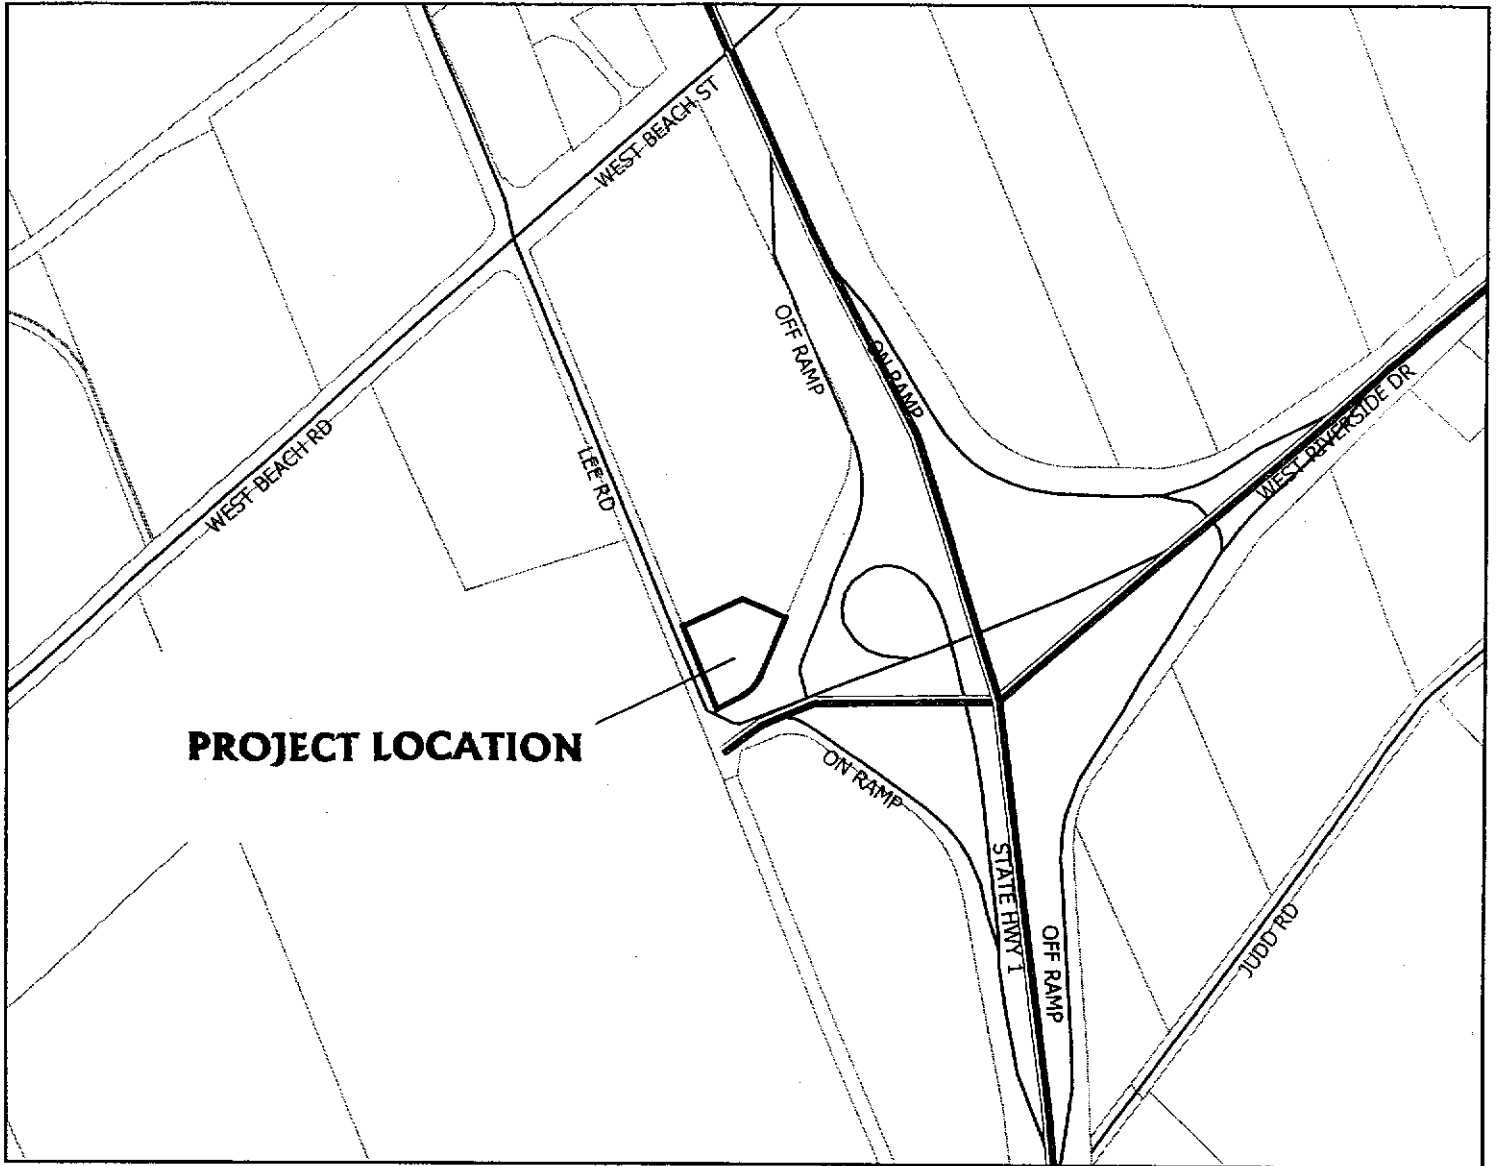 WEST BEACH ST
OFF RAMP
ON RAMP
WEST RIVERSIDE DR
WEST BEACH RD
LEE RD
PROJECT LOCATION
ON RAMP
STATE HWY 1
OFF RAMP
JUDD RD